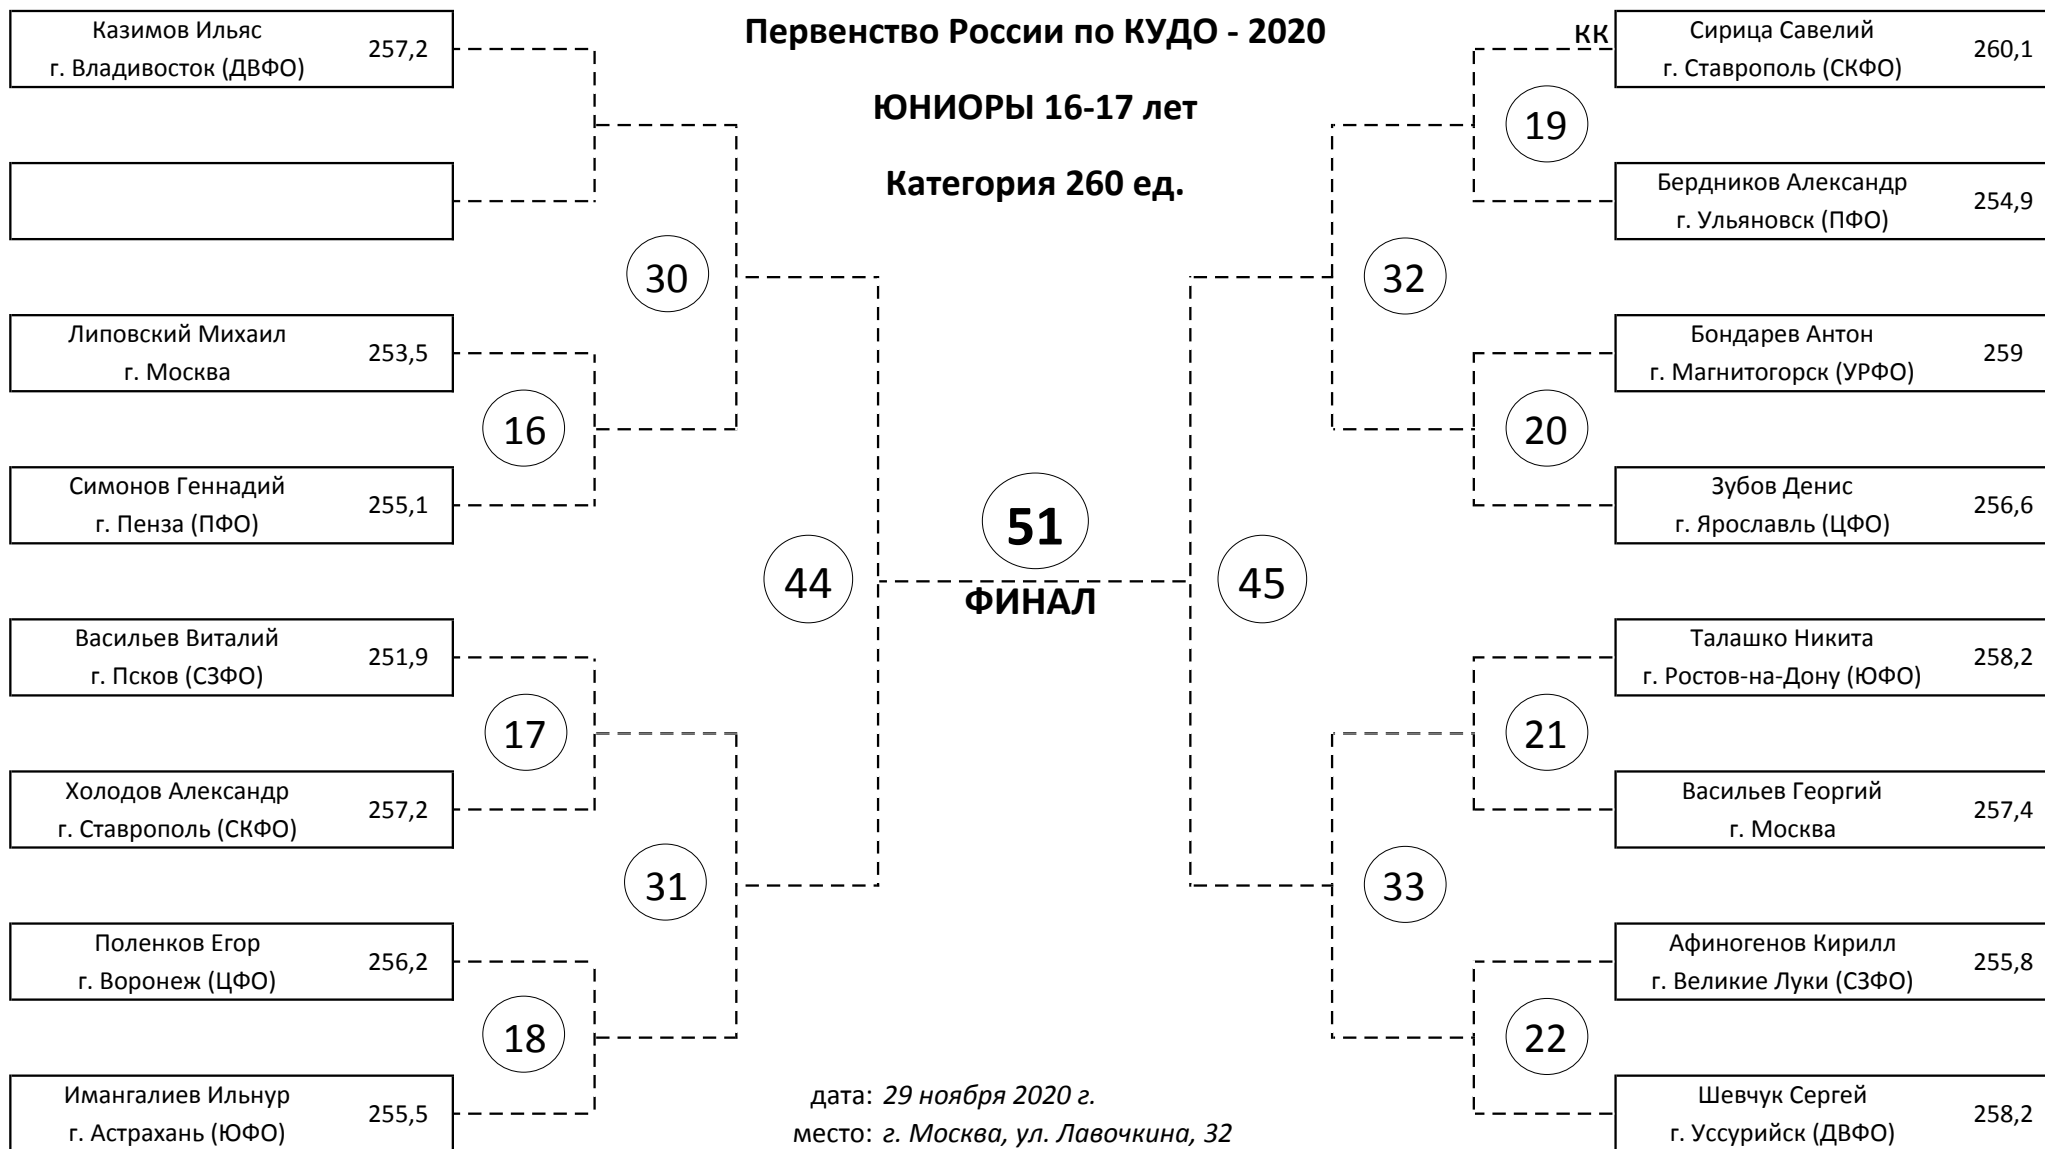 Первенство России по КУДО - 2020
ЮНИОРЫ 16-17 лет
Категория 260 ед.
Казимов Ильяс
г. Владивосток (ДВФО)
257,2
Липовский Михаил
г. Москва
253,5
16
Симонов Геннадий
г. Пенза (ПФО)
255,1
30
Васильев Виталий
г. Псков (СЗФО)
251,9
17
Холодов Александр
г. Ставрополь (СКФО)
257,2
31
Поленков Егор
г. Воронеж (ЦФО)
256,2
18
Имангалиев Ильнур
г. Астрахань (ЮФО)
255,5
44
51
ФИНАЛ
45
КК
Сирица Савелий
г. Ставрополь (СКФО)
260,1
19
Бердников Александр
г. Ульяновск (ПФО)
254,9
32
Бондарев Антон
г. Магнитогорск (УРФО)
259
20
Зубов Денис
г. Ярославль (ЦФО)
256,6
Талашко Никита
г. Ростов-на-Дону (ЮФО)
258,2
21
Васильев Георгий
г. Москва
257,4
33
Афиногенов Кирилл
г. Великие Луки (СЗФО)
255,8
22
Шевчук Сергей
г. Уссурийск (ДВФО)
258,2
дата: 29 ноября 2020 г.
место: г. Москва, ул. Лавочкина, 32